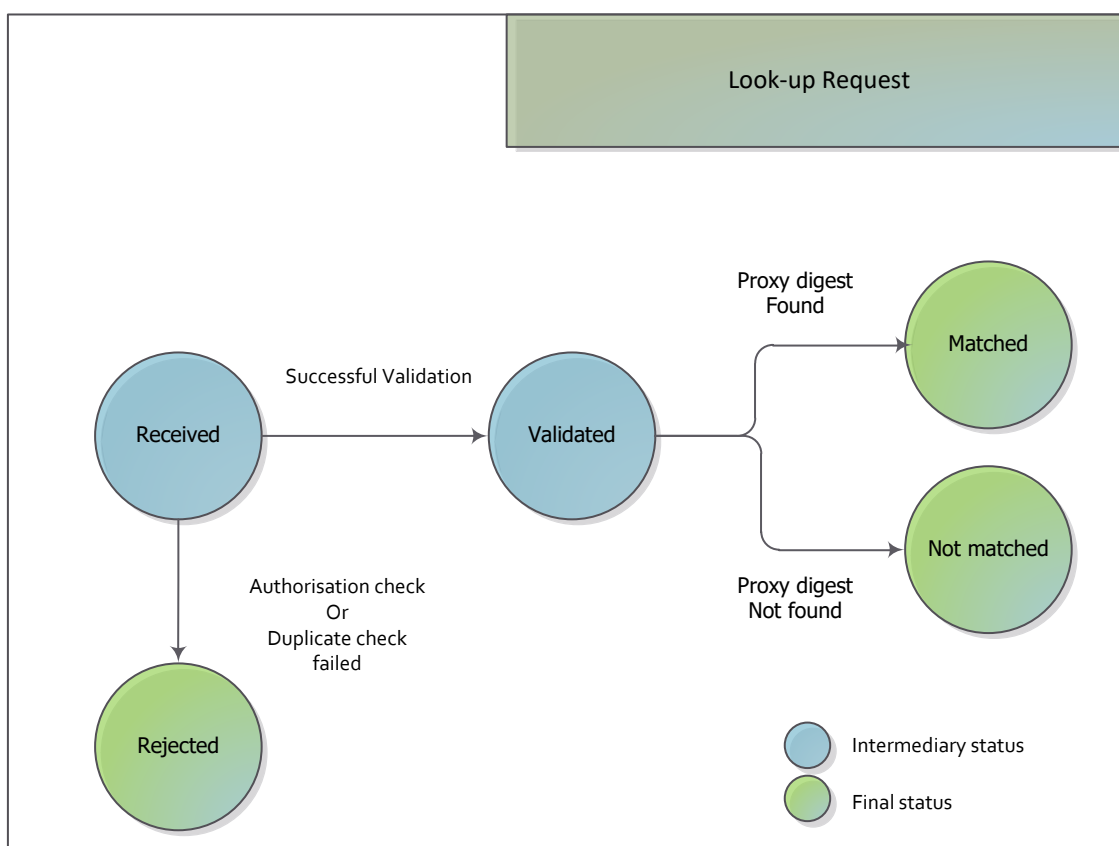 Look-up Request
Proxy digest
Found
Matched
Successful Validation
Received
Validated
Not matched
Proxy digest
Not found
Authorisation check
Or
Duplicate check
failed
Rejected
Intermediary status
Final status